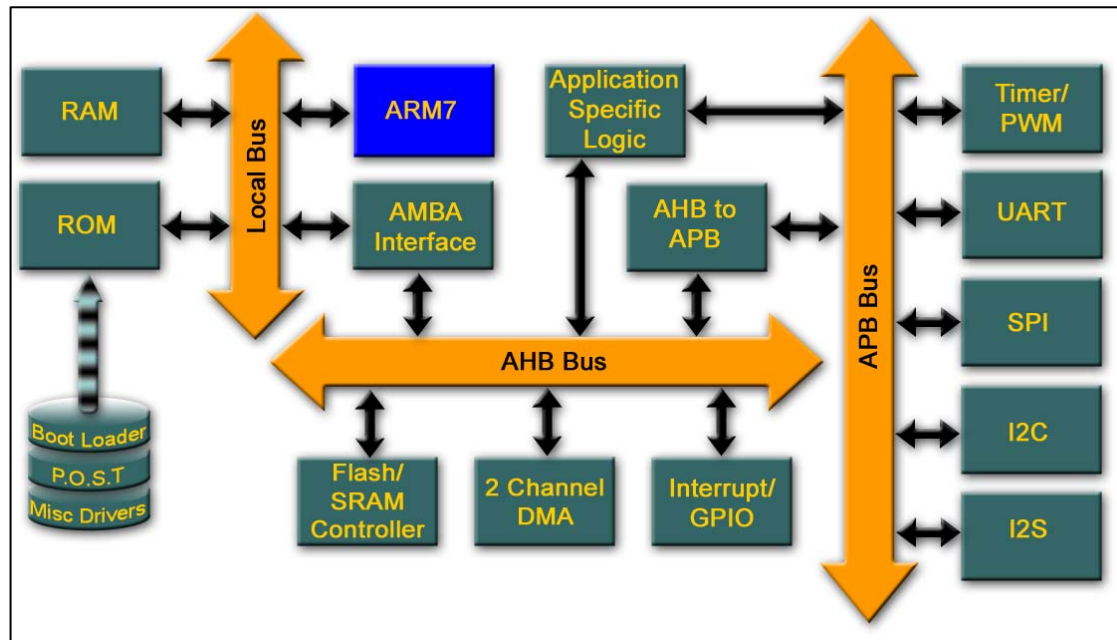 RAM
ROM
Boot Loader
P.O.S.T
Misc Drivers
Local Bus
ARM7
AMBA
Interface
Application
Specific
Logic
AHB to
APB
AHB Bus
Flash/
SRAM
Controller
2 Channel
DMA
Interrupt/
GPIO
APB Bus
Timer/
PWM
UART
SPI
I2C
I2S